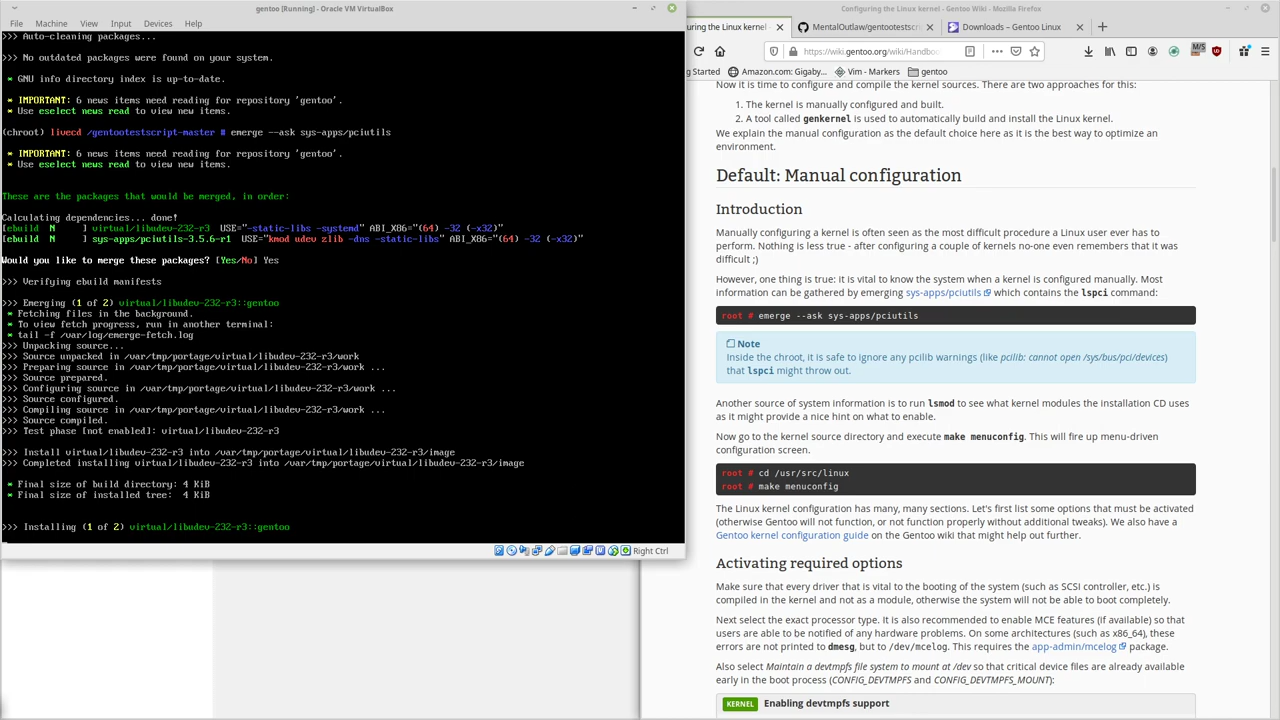 gentoo [Running] - Oracle VM VirtualBox
File Machine View Input Devices Help
>>> Auto-cleaning packages...
>>> No outdated packages were found on your system.
* GNU info directory index is up-to-date.
* IMPORTANT: 6 news items need reading for repository 'gentoo'.
* Use eselect news read to view new items.
(chroot) livecd /gentootestscript-master # emerge --ask sys-apps/pciutils
* IMPORTANT: 6 news items need reading for repository 'gentoo'.
* Use eselect news read to view new items.
These are the packages that would be merged, in order:
Calculating dependencies... done!
[ebuild N ] virtual/libudev-232-r3 USE="-static-libs -systemd" ABI_X86="(64) -32 (-x32)"
[ebuild N ] sys-apps/pciutils-3.5.6-r1 USE="kmod udev zlib -dns -static-libs" ABI_X86="(64) -32 (-x32)"
Would you like to merge these packages? [Yes/No] Yes
>>> Verifying ebuild manifests
>>> Emerging (1 of 2) virtual/libudev-232-r3::gentoo
* Fetching files in the background.
* To view fetch progress, run in another terminal:
* tail -f /var/log/emerge-fetch.log
>>> Unpacking source...
>>> Source unpacked in /var/tmp/portage/virtual/libudev-232-r3/work
>>> Preparing source in /var/tmp/portage/virtual/libudev-232-r3/work ...
>>> Source prepared.
>>> Configuring source in /var/tmp/portage/virtual/libudev-232-r3/work ...
>>> Source configured.
>>> Compiling source in /var/tmp/portage/virtual/libudev-232-r3/work ...
>>> Source compiled.
>>> Test phase [not enabled]: virtual/libudev-232-r3
>>> Install virtual/libudev-232-r3 into /var/tmp/portage/virtual/libudev-232-r3/image
>>> Completed installing virtual/libudev-232-r3 into /var/tmp/portage/virtual/libudev-232-r3/image
* Final size of build directory: 4 KiB
* Final size of installed tree: 4 KiB
>>> Installing (1 of 2) virtual/libudev-232-r3::gentoo
Right Ctrl
Configuring the Linux kernel - Gentoo Wiki - Mozilla Firefox
uring the Linux kernel - MentalOutlaw/gentootestscri Downloads – Gentoo Linux
https://wiki.gentoo.org/wiki/Handbo M/S
g Started Amazon.com: Gigaby... Vim - Markers gentoo
Now it is time to configure and compile the kernel sources. There are two approaches for this:
1. The kernel is manually configured and built.
2. A tool called genkernel is used to automatically build and install the Linux kernel.
We explain the manual configuration as the default choice here as it is the best way to optimize an
environment.
Default: Manual configuration
Introduction
Manually configuring a kernel is often seen as the most difficult procedure a Linux user ever has to
perform. Nothing is less true - after configuring a couple of kernels no-one even remembers that it was
difficult ;)
However, one thing is true: it is vital to know the system when a kernel is configured manually. Most
information can be gathered by emerging sys-apps/pciutils which contains the lspci command:
root # emerge --ask sys-apps/pciutils
Note
Inside the chroot, it is safe to ignore any pcilib warnings (like pcilib: cannot open /sys/bus/pci/devices)
that lspci might throw out.
Another source of system information is to run lsmod to see what kernel modules the installation CD uses
as it might provide a nice hint on what to enable.
Now go to the kernel source directory and execute make menuconfig. This will fire up menu-driven
configuration screen.
root # cd /usr/src/linux
root # make menuconfig
The Linux kernel configuration has many, many sections. Let's first list some options that must be activated
(otherwise Gentoo will not function, or not function properly without additional tweaks). We also have a
Gentoo kernel configuration guide on the Gentoo wiki that might help out further.
Activating required options
Make sure that every driver that is vital to the booting of the system (such as SCSI controller, etc.) is
compiled in the kernel and not as a module, otherwise the system will not be able to boot completely.
Next select the exact processor type. It is also recommended to enable MCE features (if available) so that
users are able to be notified of any hardware problems. On some architectures (such as x86_64), these
errors are not printed to dmesg, but to /dev/mcelog. This requires the app-admin/mcelog package.
Also select Maintain a devtmpfs file system to mount at /dev so that critical device files are already available
early in the boot process (CONFIG_DEVTMPFS and CONFIG_DEVTMPFS_MOUNT):
KERNEL Enabling devtmpfs support